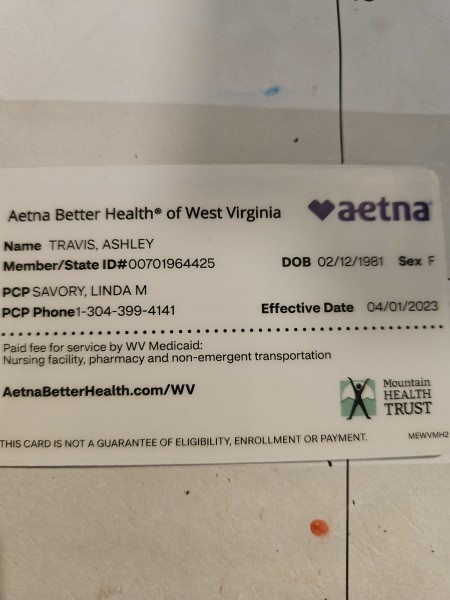 Aetna Better Health® of West Virginia
aetna
Name TRAVIS, ASHLEY
Member/State ID#00701964425
DOB 02/12/1981 Sex F
PCP SAVORY, LINDA M
PCP Phone1-304-399-4141
Effective Date 04/01/2023
Paid fee for service by WV Medicaid:
Nursing facility, pharmacy and non-emergent transportation
AetnaBetterHealth.com/WV
Mountain
HEALTH
TRUST
THIS CARD IS NOT A GUARANTEE OF ELIGIBILITY, ENROLLMENT OR PAYMENT.
MEWVMH2